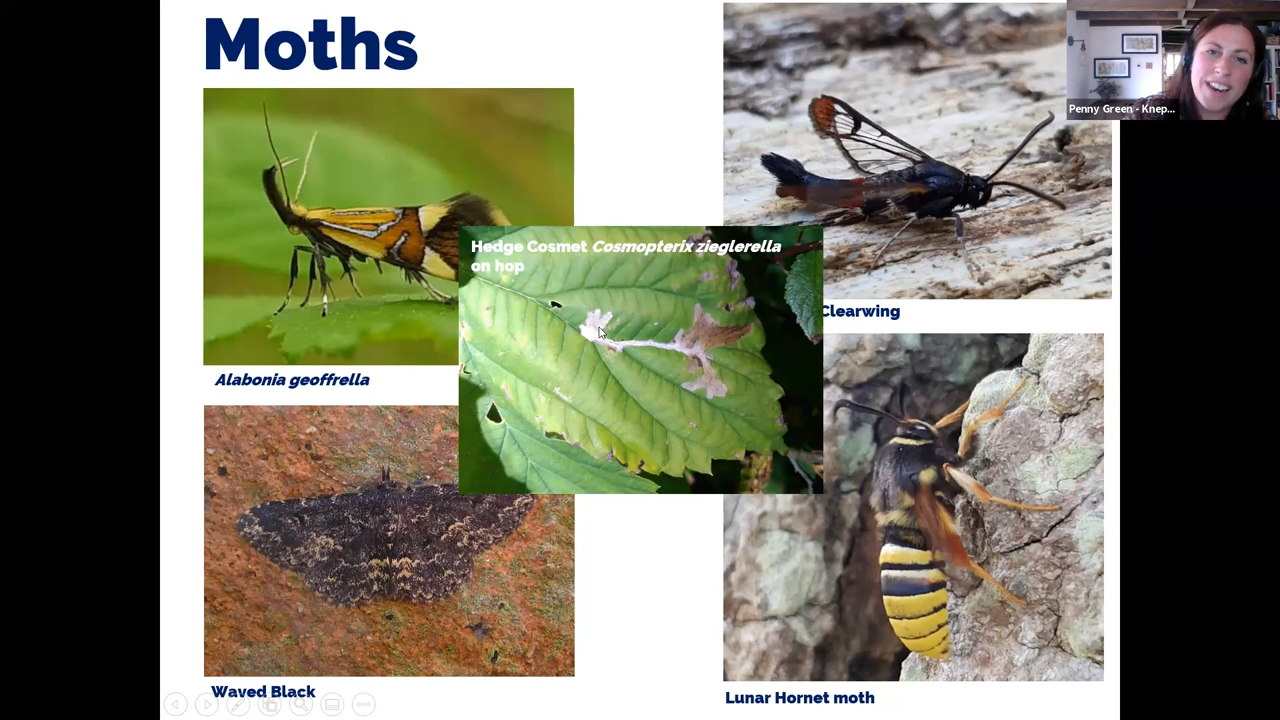 Moths
Penny Green - Knep...
Hedge Cosmet Cosmopterix zieglerella
on hop
Clearwing
Alabonia geoffrella
Waved Black
Lunar Hornet moth